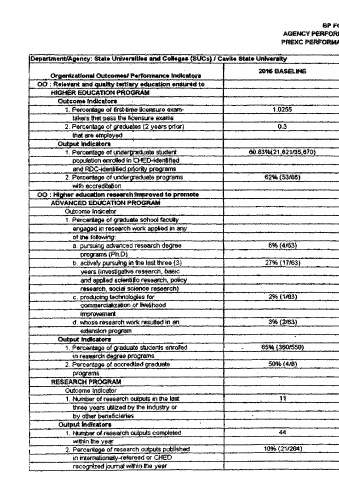 BP FO
AGENCY PERFORM
PREXC PERFORMA
Department/Agency: State Universities and Colleges (SUCs) / Cavite State University
Organizational Outcomes/ Performance Indicators
2016 BASELINE
OO : Relevant and quality tertiary education ensured to
HIGHER EDUCATION PROGRAM
Outcome Indicators
1. Percentage of first-time licensure exam-
takers that pass the licensure exams
1.0255
2. Percentage of graduates (2 years prior)
that are employed
0.3
Output Indicators
1. Percentage of undergraduate student
population enrolled in CHED-identified
and RDC-identified priority programs
60.83%(21,821/35,870)
2. Percentage of undergraduate programs
with accreditation
62% (53/85)
OO : Higher education research improved to promote
ADVANCED EDUCATION PROGRAM
Outcome Indicator
1. Percentage of graduate school faculty
engaged in research work applied in any
of the following:
a. pursuing advanced research degree
programs (Ph.D)
6% (4/63)
b. actively pursuing in the last three (3)
years (investigative research, basic
and applied scientific research, policy
research, social science research)
27% (17/63)
c. producing technologies for
commercialization of livelihood
improvement
2% (1/63)
d. whose research work resulted in an
extension program
3% (2/63)
Output Indicators
1. Percentage of graduate students enrolled
in research degree programs
65% (360/550)
2. Percentage of accredited graduate
programs
50% (4/8)
RESEARCH PROGRAM
Outcome Indicator
1. Number of research outputs in the last
three years utilized by the industry or
by other beneficiaries
11
Output Indicators
1. Number of research outputs completed
within the year
44
2. Percentage of research outputs published
in internationally-refereed or CHED
recognized journal within the year
10% (21/204)